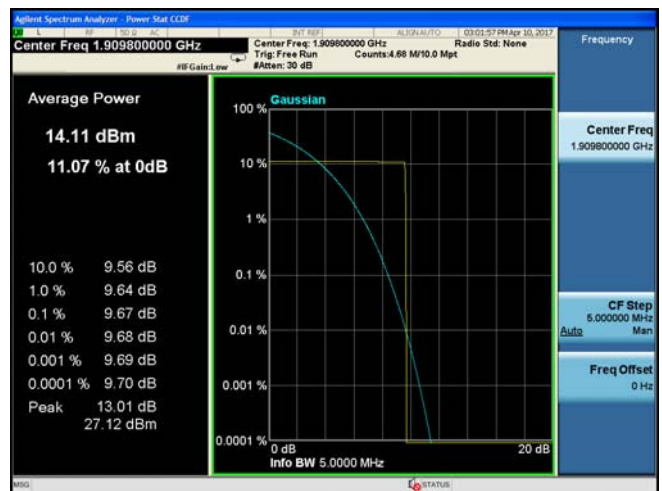 Agilent Spectrum Analyzer - Power Stat CCDF
L RF 50 Ω AC INT REF ALIGN AUTO 03:01:57 PM Apr 10, 2017
Center Freq 1.909800000 GHz
Center Freq: 1.909800000 GHz Radio Std: None
Trig: Free Run Counts:4.68 M/10.0 Mpt
#IFGain:Low #Atten: 30 dB
Frequency
Average Power
14.11 dBm
11.07 % at 0dB
10.0 % 9.56 dB
1.0 % 9.64 dB
0.1 % 9.67 dB
0.01 % 9.68 dB
0.001 % 9.69 dB
0.0001 % 9.70 dB
Peak 13.01 dB
27.12 dBm
Gaussian
100 %
10 %
1 %
0.1 %
0.01 %
0.001 %
0.0001 %
0 dB 20 dB
Info BW 5.0000 MHz
Center Freq
1.909800000 GHz
CF Step
5.000000 MHz
Auto Man
Freq Offset
0 Hz
MSG STATUS